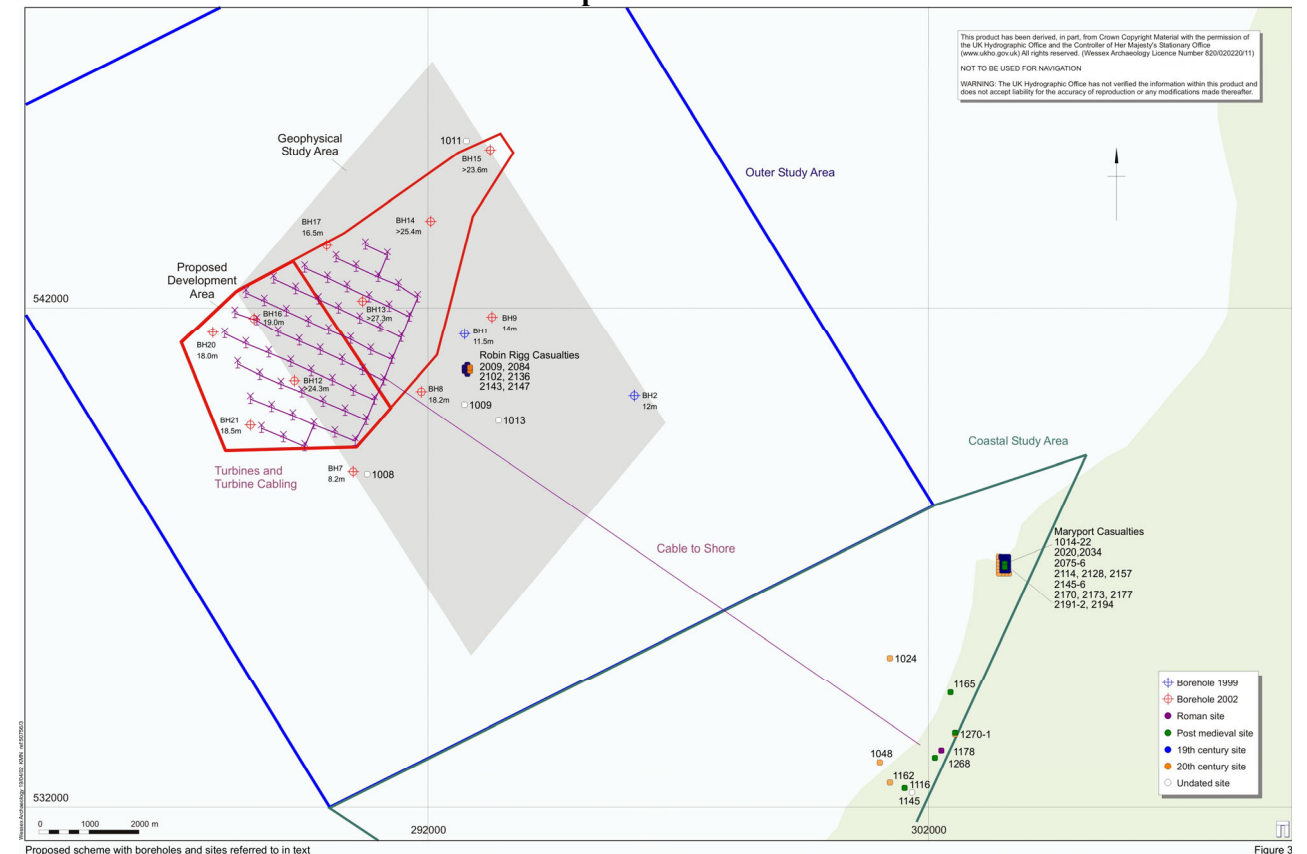 This product has been derived, in part, from Crown Copyright Material with the permission of
the UK Hydrographic Office and the Controller of Her Majesty's Stationary Office
(www.ukho.gov.uk) All rights reserved. (Wessex Archaeology Licence Number 820/020220/11)
NOT TO BE USED FOR NAVIGATION
WARNING: The UK Hydrographic Office has not verified the information within this product and
does not accept liability for the accuracy of reproduction or any modifications made thereafter.
Geophysical
Study Area
1011
BH15
>23.6m
Outer Study Area
BH14
>25.4m
BH17
16.5m
Proposed
Development
Area
542000
BH16
19.0m
BH13
>27.3m
BH9
14m
BH1
11.5m
BH20
18.0m
Robin Rigg Casualties
2009, 2084
2102, 2136
2143, 2147
BH12
>24.3m
BH8
18.2m
BH2
12m
1009
1013
BH21
18.5m
Turbines and
Turbine Cabling
BH7
8.2m
1008
Coastal Study Area
Cable to Shore
Maryport Casualties
1014-22
2020,2034
2075-6
2114, 2128, 2157
2145-6
2170, 2173, 2177
2191-2, 2194
1024
1165
1270-1
1178
1268
1048
1162
1116
1145
Borehole 1999
Borehole 2002
Roman site
Post medieval site
19th century site
20th century site
Undated site
532000
0 1000 2000 m
292000
302000
Proposed scheme with boreholes and sites referred to in text
Figure 3